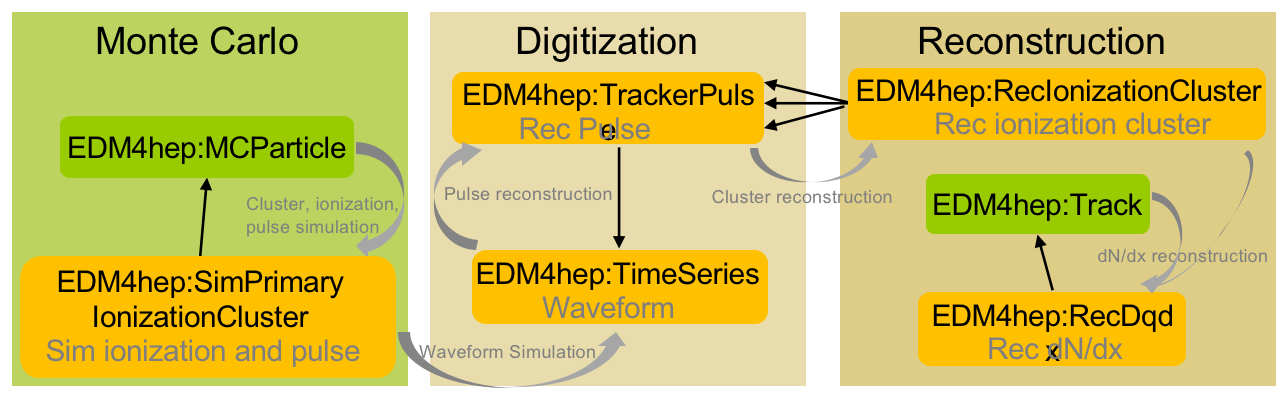 Monte Carlo
EDM4hep:MCParticle
Cluster, ionization,
pulse simulation
EDM4hep:SimPrimary
IonizationCluster
Sim ionization and pulse
Waveform Simulation
Digitization
EDM4hep:TrackerPuls
e
Rec Pulse
Pulse reconstruction
EDM4hep:TimeSeries
Waveform
Cluster reconstruction
Reconstruction
EDM4hep:RecIonizationCluster
Rec ionization cluster
EDM4hep:Track
dN/dx reconstruction
EDM4hep:RecDqd
x
Rec dN/dx